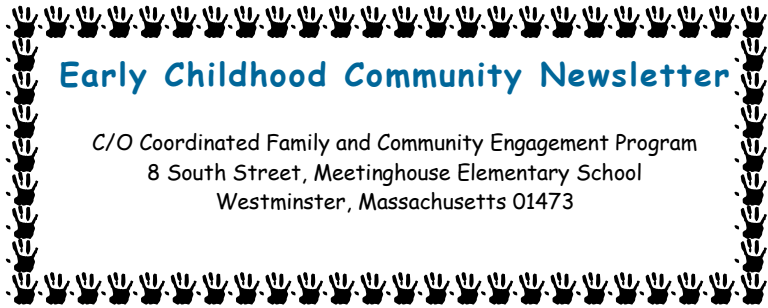 Early Childhood Community Newsletter
C/O Coordinated Family and Community Engagement Program
8 South Street, Meetinghouse Elementary School
Westminster, Massachusetts 01473